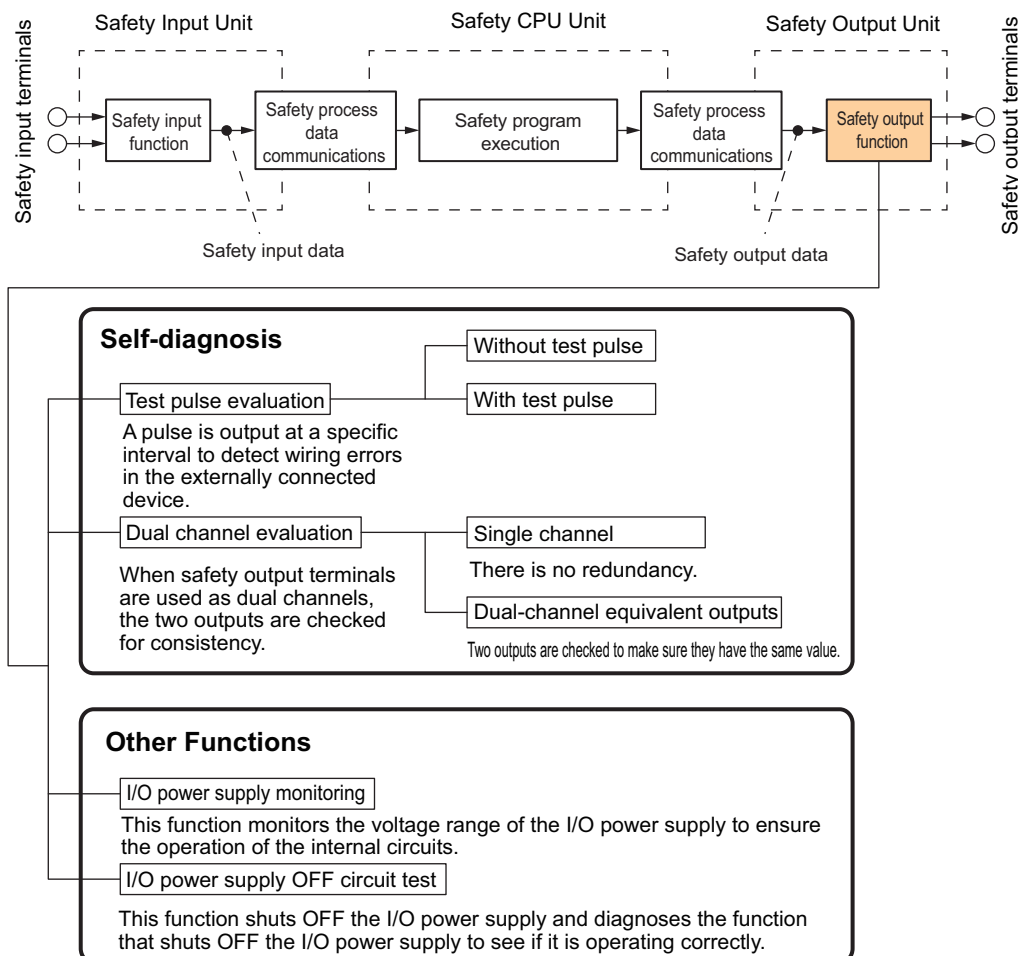 Safety Input Unit
Safety CPU Unit
Safety Output Unit
Safety input terminals
Safety input
function
Safety process
data
communications
Safety program
execution
Safety process
data
communications
Safety output
function
Safety output terminals
Safety input data
Safety output data
Self-diagnosis
Without test pulse
Test pulse evaluation
With test pulse
A pulse is output at a specific
interval to detect wiring errors
in the externally connected
device.
Dual channel evaluation
Single channel
When safety output terminals
are used as dual channels,
the two outputs are checked
for consistency.
There is no redundancy.
Dual-channel equivalent outputs
Two outputs are checked to make sure they have the same value.
Other Functions
I/O power supply monitoring
This function monitors the voltage range of the I/O power supply to ensure
the operation of the internal circuits.
I/O power supply OFF circuit test
This function shuts OFF the I/O power supply and diagnoses the function
that shuts OFF the I/O power supply to see if it is operating correctly.